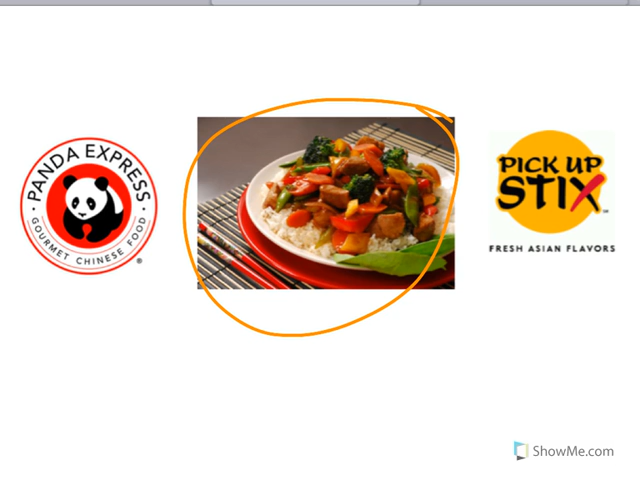 PANDA EXPRESS
GOURMET CHINESE FOOD
®
PICK UP
STIX
FRESH ASIAN FLAVORS
ShowMe.com